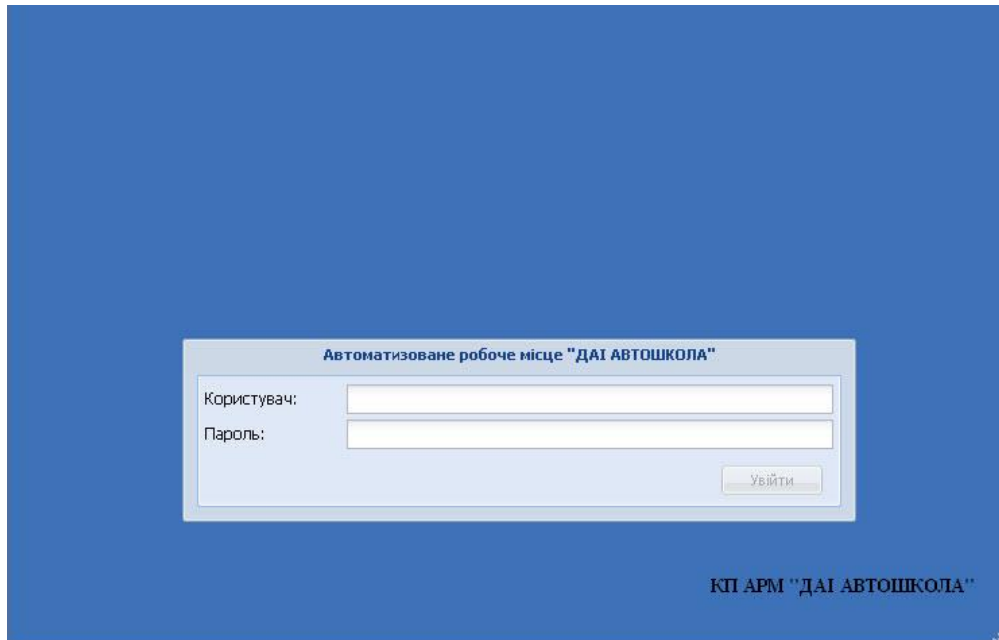 Автоматизоване робоче місце "ДАІ АВТОШКОЛА"
Користувач:
Пароль:
Увійти
КП АРМ "ДАІ АВТОШКОЛА"